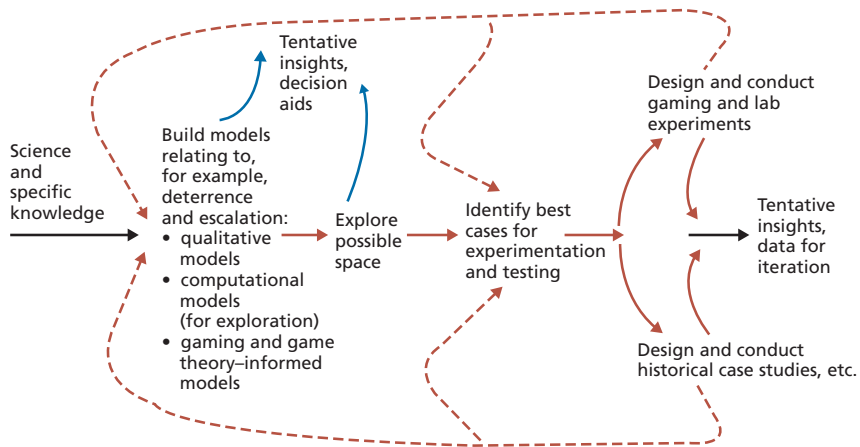 Science
and
specific
knowledge
Build models
relating to,
for example,
deterrence
and escalation:
• qualitative
models
• computational
models
(for exploration)
• gaming and game
theory–informed
models
Tentative
insights,
decision
aids
Explore
possible
space
Identify best
cases for
experimentation
and testing
Design and conduct
gaming and lab
experiments
Design and conduct
historical case studies, etc.
Tentative
insights,
data for
iteration